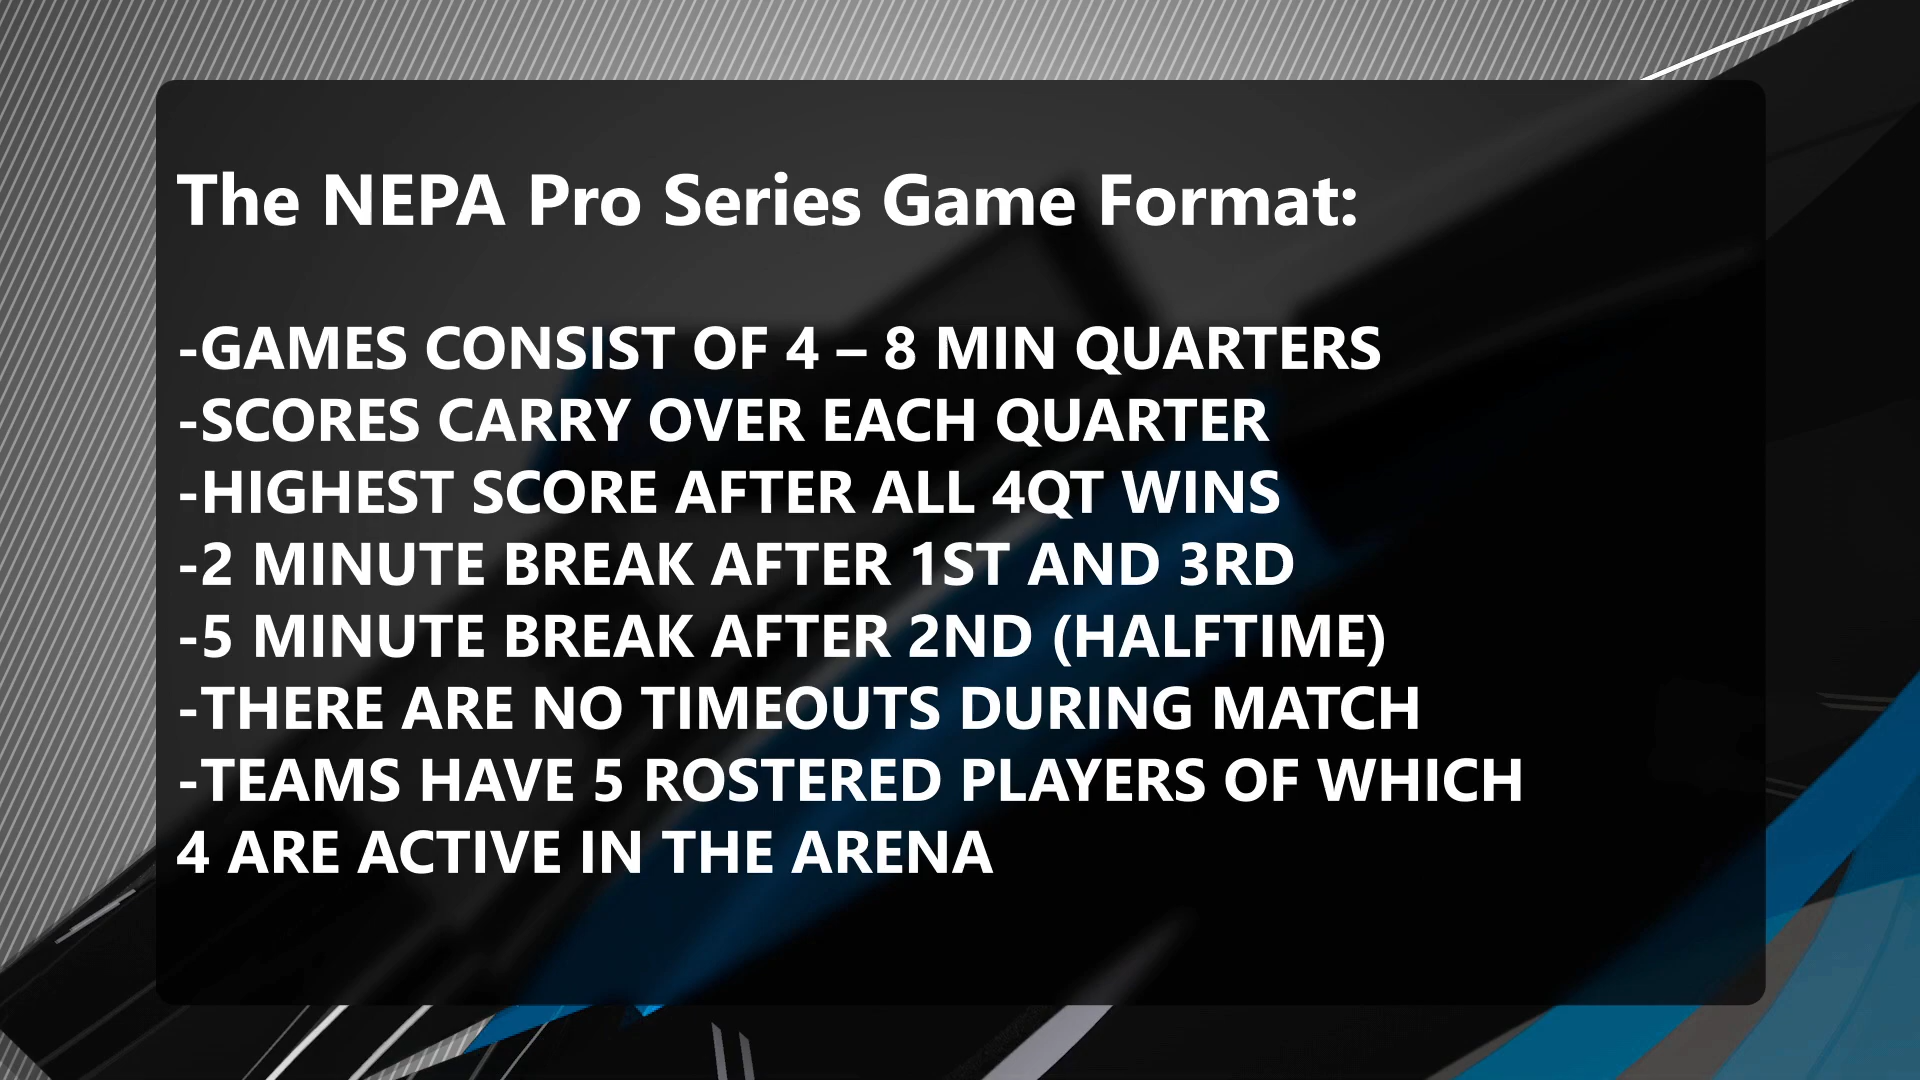 The NEPA Pro Series Game Format:
-GAMES CONSIST OF 4 – 8 MIN QUARTERS
-SCORES CARRY OVER EACH QUARTER
-HIGHEST SCORE AFTER ALL 4QT WINS
-2 MINUTE BREAK AFTER 1ST AND 3RD
-5 MINUTE BREAK AFTER 2ND (HALFTIME)
-THERE ARE NO TIMEOUTS DURING MATCH
-TEAMS HAVE 5 ROSTERED PLAYERS OF WHICH
4 ARE ACTIVE IN THE ARENA